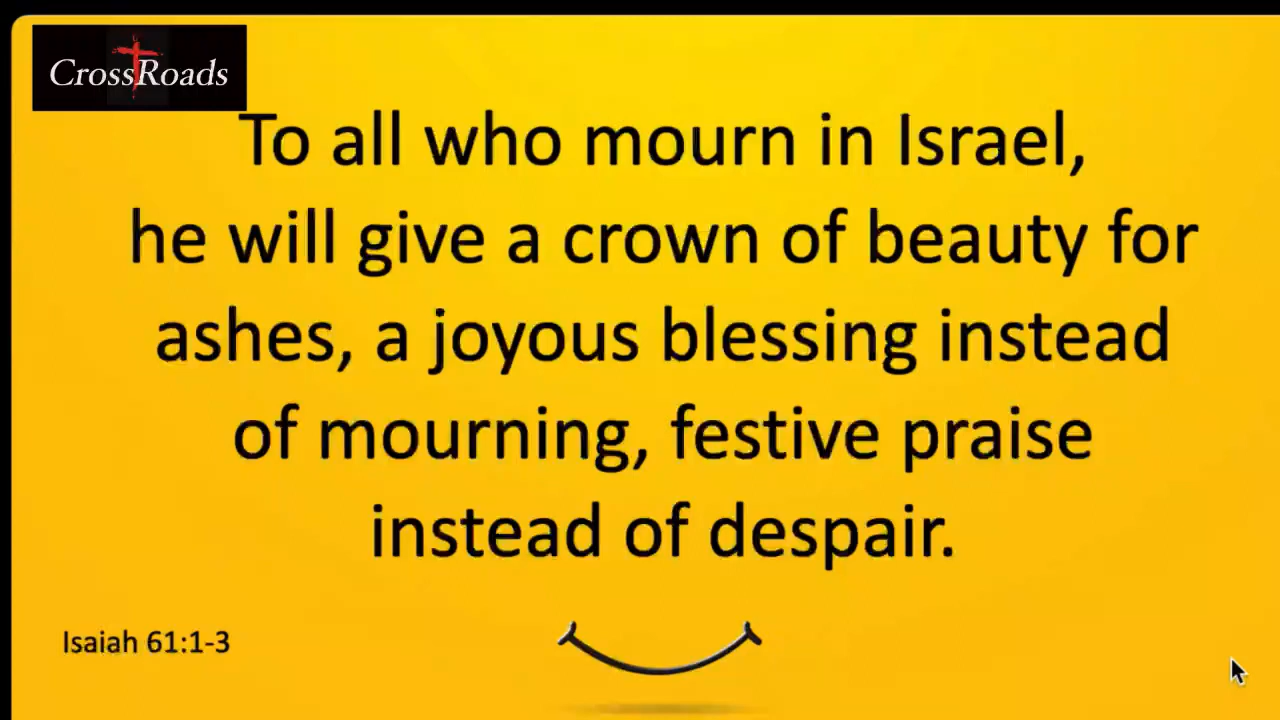 CrossRoads
To all who mourn in Israel,
he will give a crown of beauty for
ashes, a joyous blessing instead
of mourning, festive praise
instead of despair.
Isaiah 61:1-3